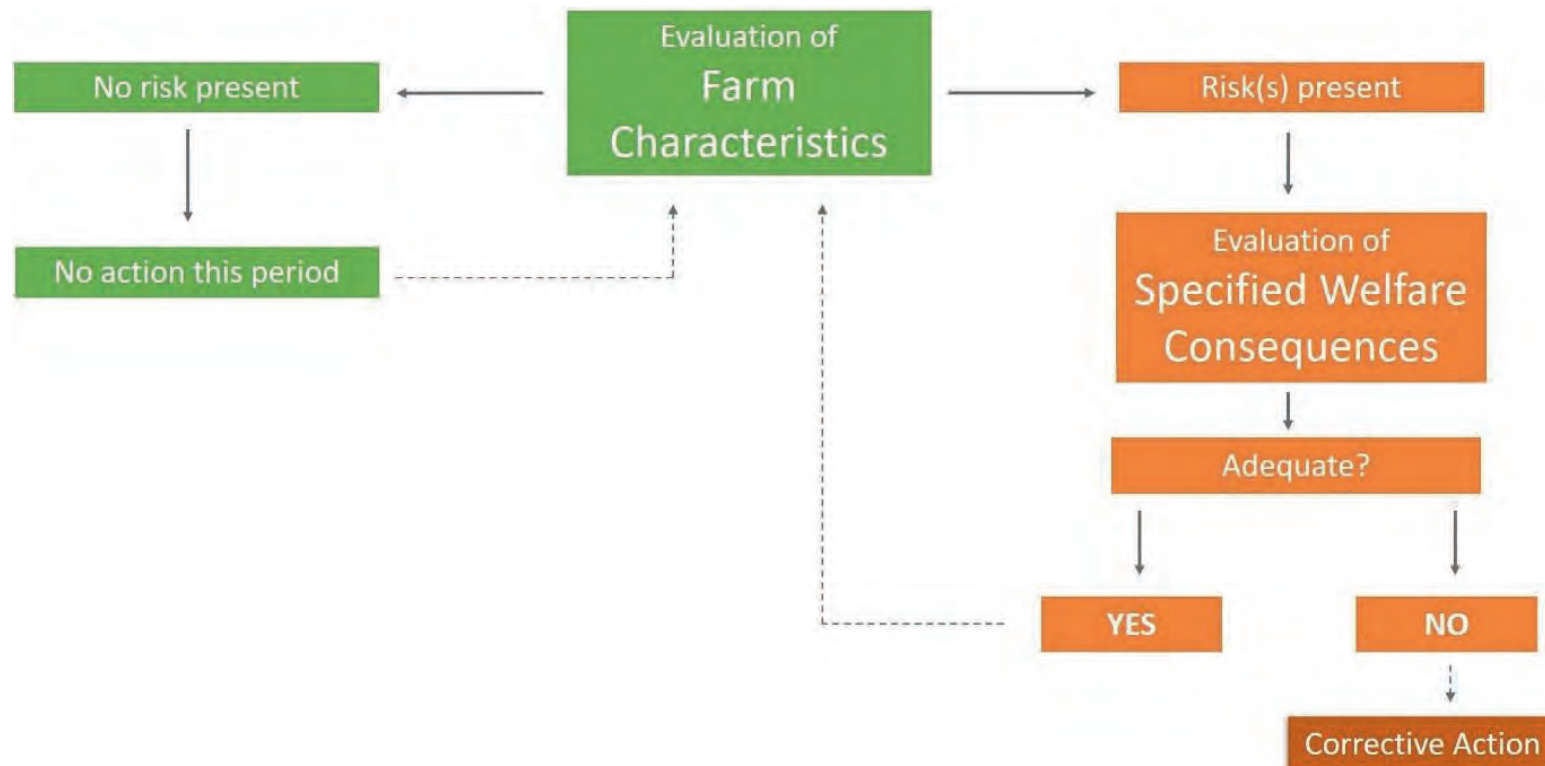 Evaluation of
Farm
Characteristics
No risk present
Risk(s) present
No action this period
Evaluation of
Specified Welfare
Consequences
Adequate?
YES
NO
Corrective Action